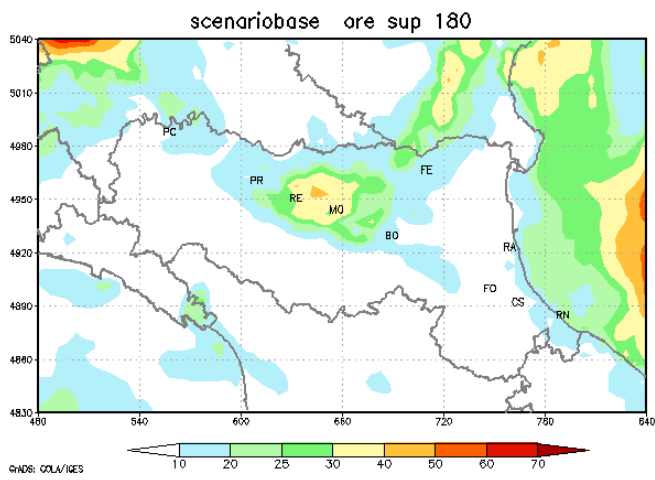 scenariobase ore sup 180
5040
5010
4980
4950
4920
4890
4860
4830
PC
PR
RE
MO
BO
FE
RA
FO
CS
RN
480 540 600 660 720 780 840
10 20 25 30 40 50 60 70
GrADS: COLA/IGES